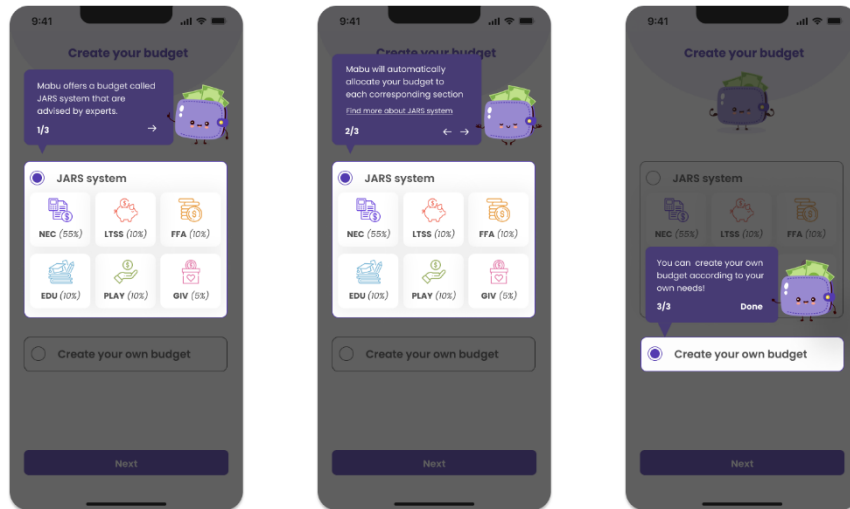 9:41
Create your budget
Mabu offers a budget called
JARS system that are
advised by experts.
1/3 →
JARS system
NEC (55%) LTSS (10%) FFA (10%)
EDU (10%) PLAY (10%) GIV (5%)
Create your own budget
Next
9:41
Create your budget
Mabu will automatically
allocate your budget to
each corresponding section
Find more about JARS system
2/3 ← →
JARS system
NEC (55%) LTSS (10%) FFA (10%)
EDU (10%) PLAY (10%) GIV (5%)
Create your own budget
Next
9:41
Create your budget
JARS system
NEC (55%) LTSS (10%) FFA (10%)
You can create your own
budget according to your
own needs!
3/3 Done
Create your own budget
Next